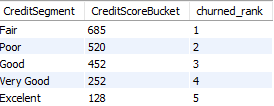 CreditSegment CreditScoreBucket churned_rank
Fair 685 1
Poor 520 2
Good 452 3
Very Good 252 4
Excelent 128 5